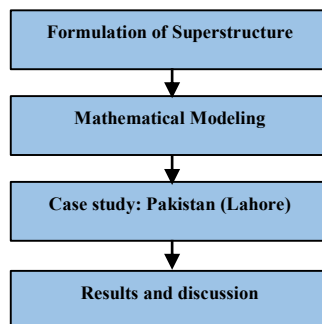 Formulation of Superstructure
Mathematical Modeling
Case study: Pakistan (Lahore)
Results and discussion